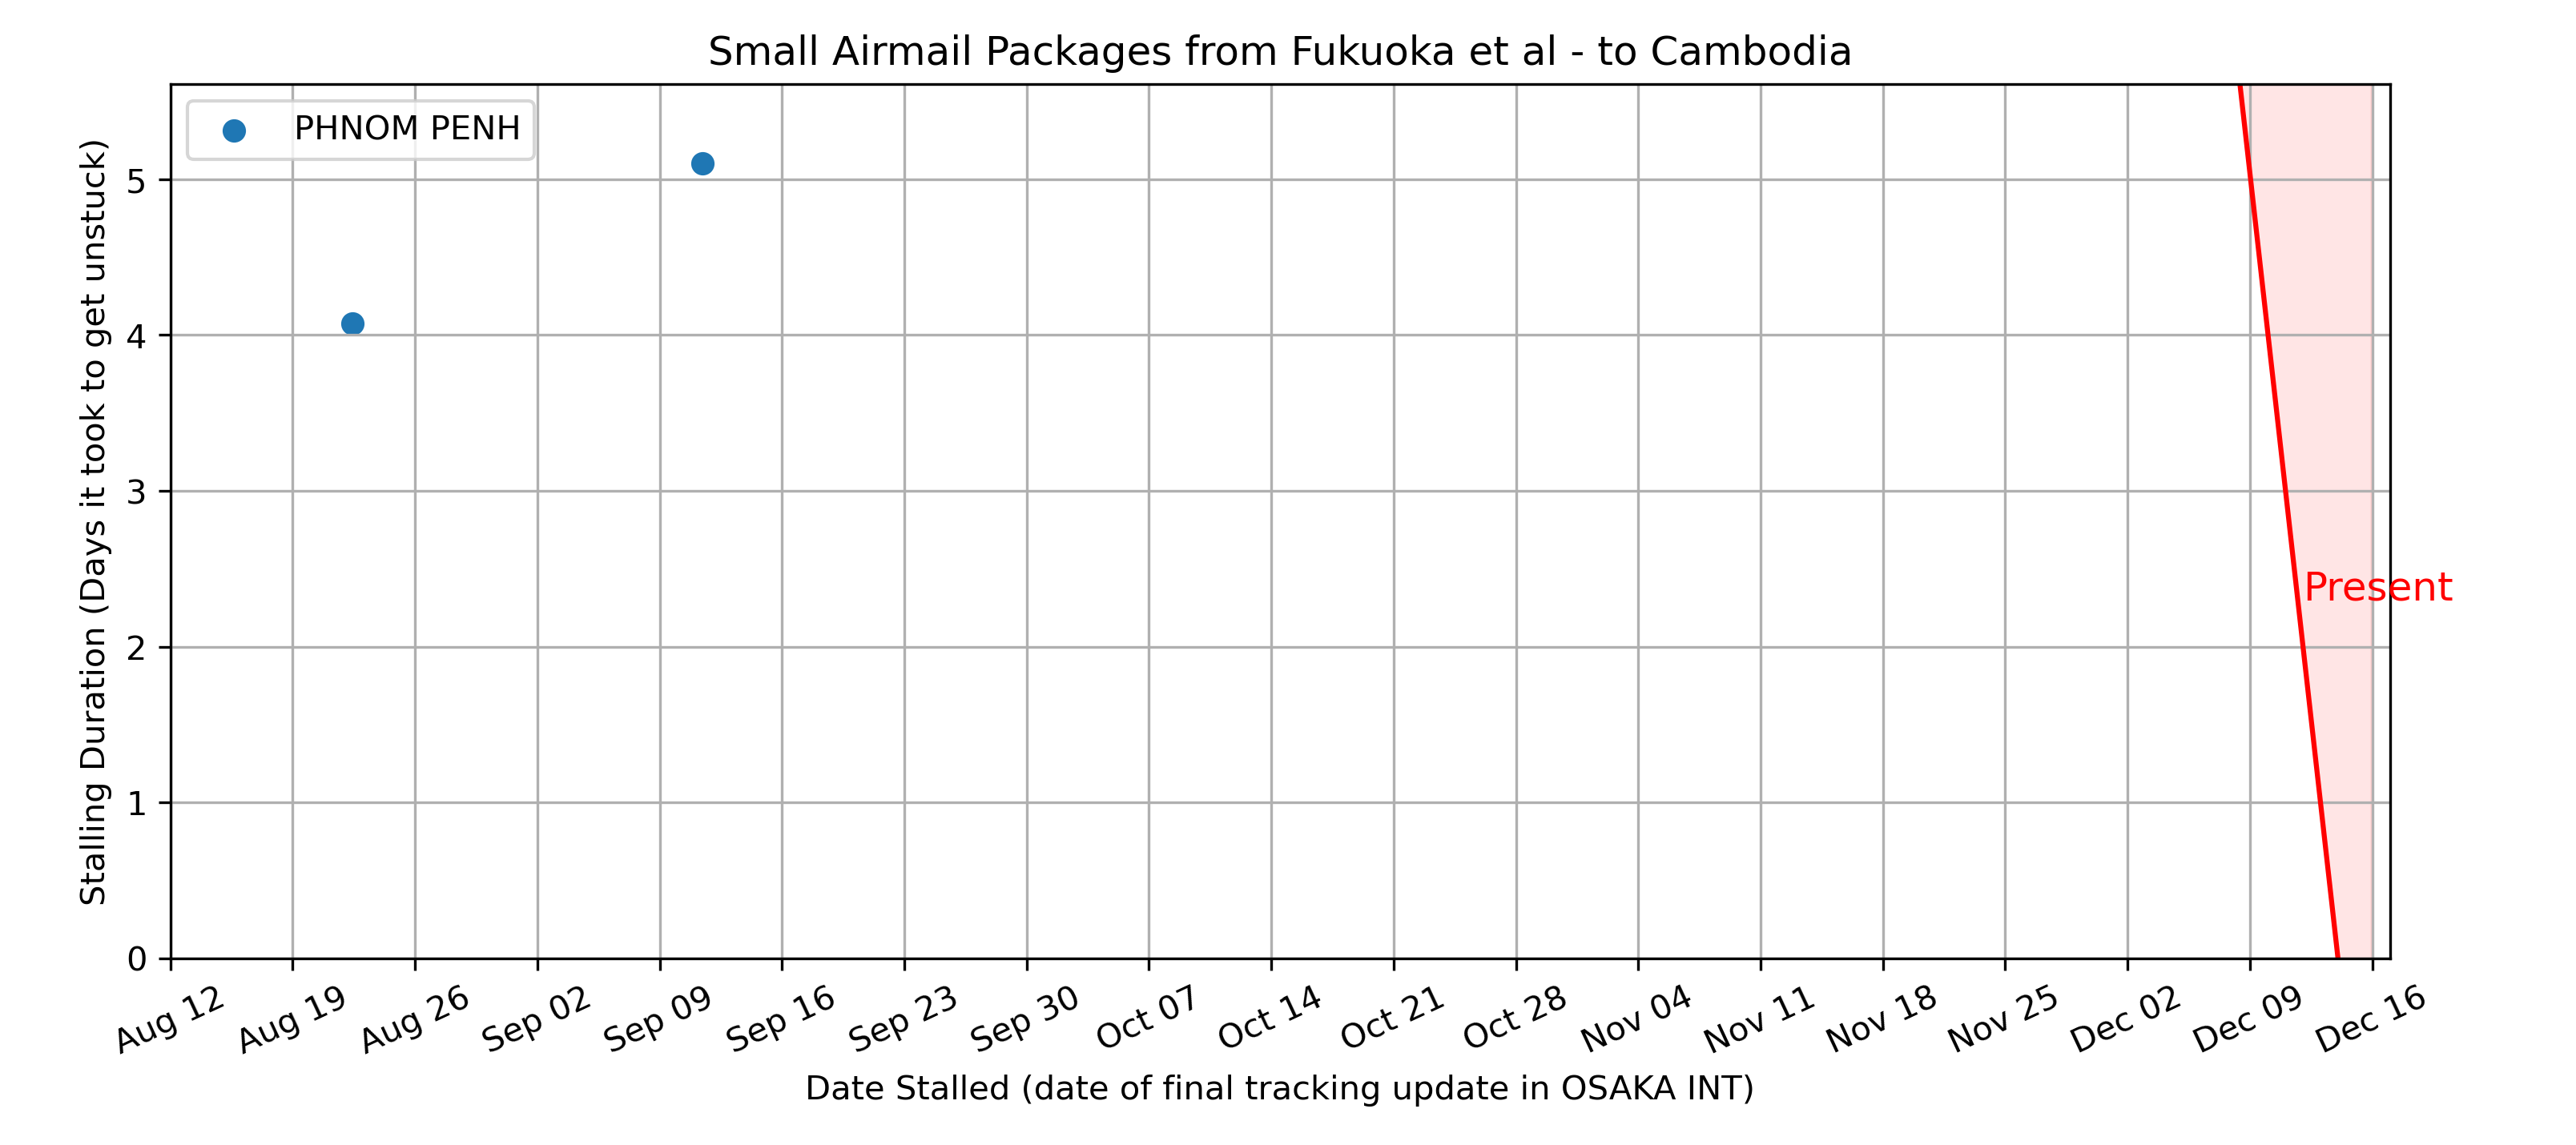 Small Airmail Packages from Fukuoka et al - to Cambodia
PHNOM PENH
Stalling Duration (Days it took to get unstuck)
5
4
3
2
1
0
Present
Aug 12
Aug 19
Aug 26
Sep 02
Sep 09
Sep 16
Sep 23
Sep 30
Oct 07
Oct 14
Oct 21
Oct 28
Nov 04
Nov 11
Nov 18
Nov 25
Dec 02
Dec 09
Dec 16
Date Stalled (date of final tracking update in OSAKA INT)